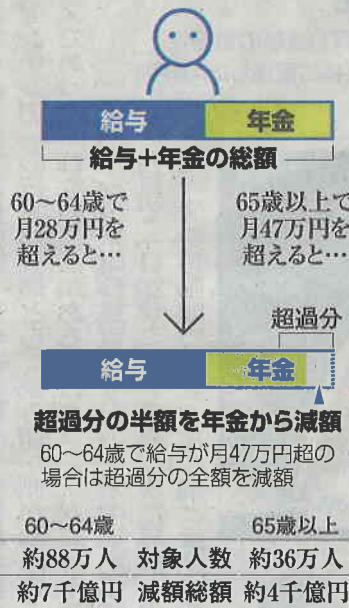 給与 年金
給与+年金の総額
60〜64歳で
月28万円を
超えると…
65歳以上で
月47万円を
超えると…
超過分
給与 年金
超過分の半額を年金から減額
60〜64歳で給与が月47万円超の
場合は超過分の全額を減額
60〜64歳 65歳以上
約88万人 対象人数 約36万人
約7千億円 減額総額 約4千億円